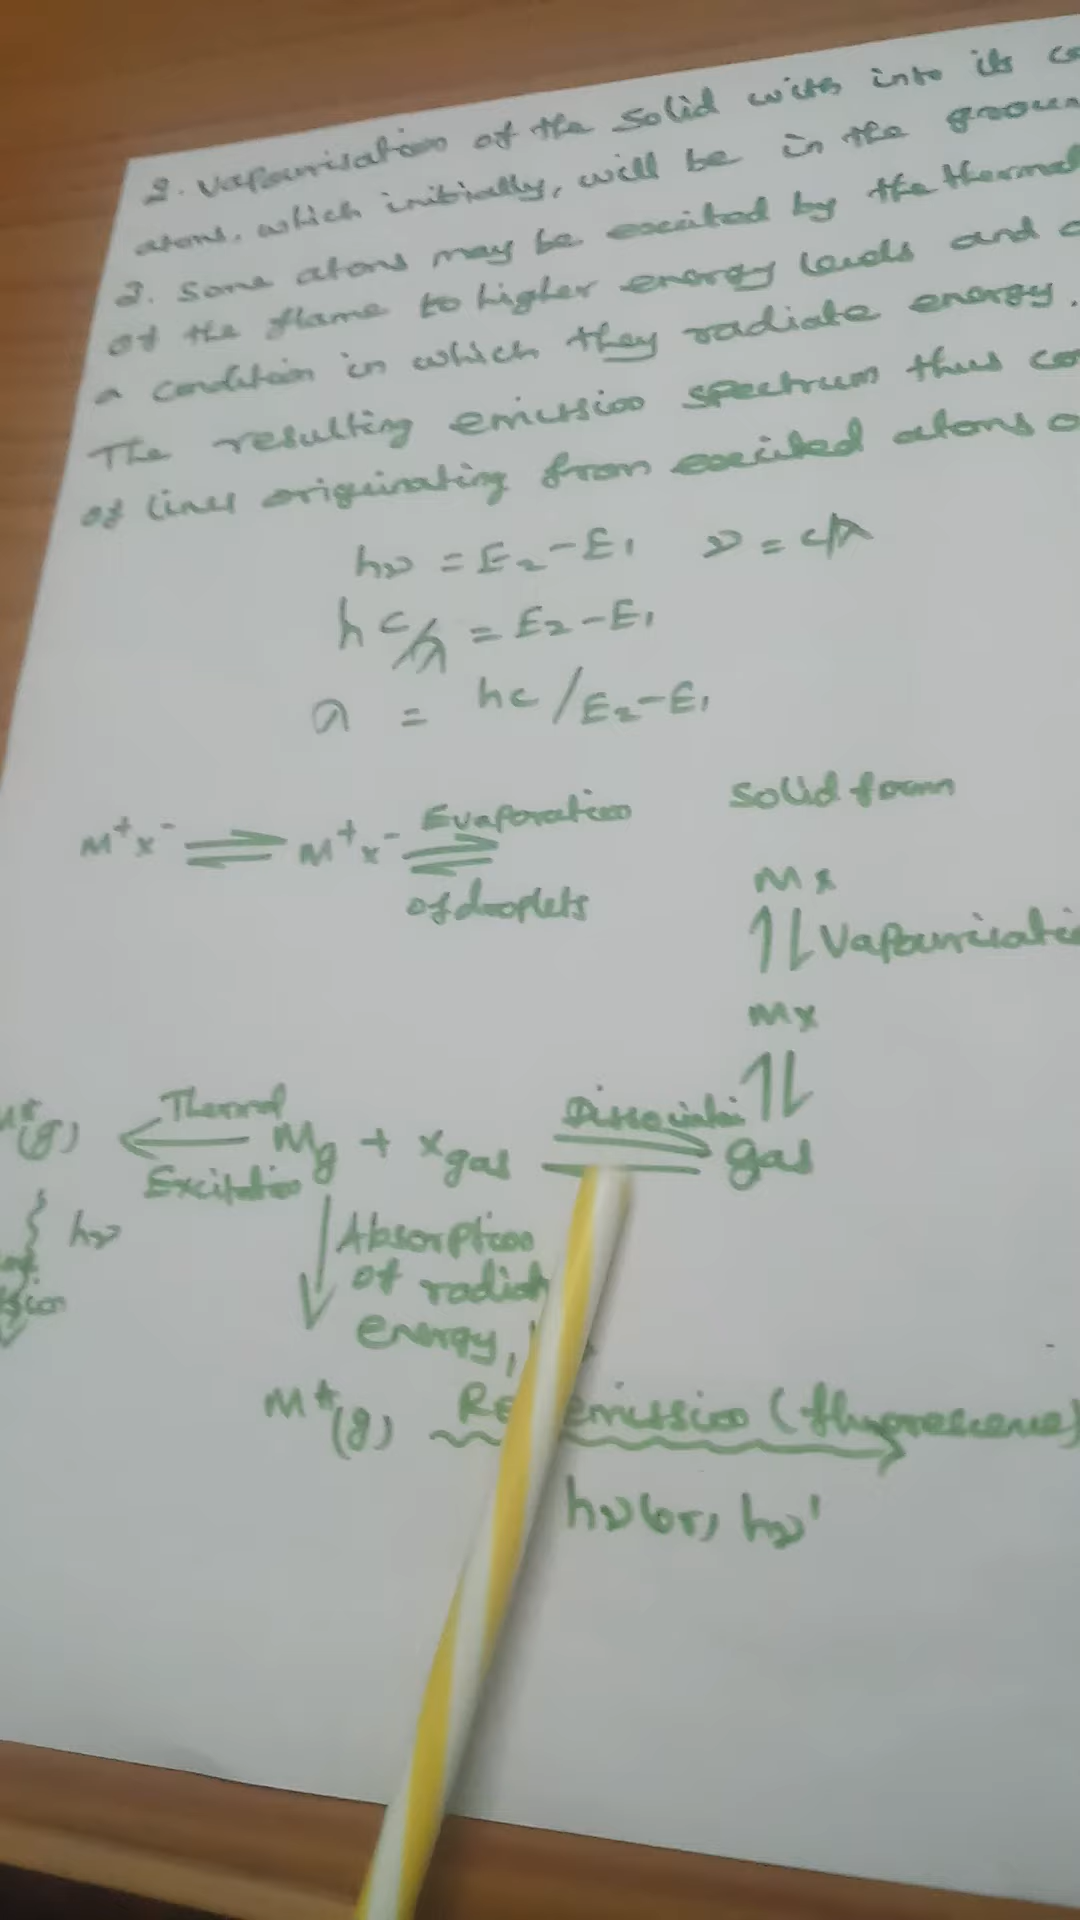 2. Vapourisation of the solid with into its
atoms, which initially, will be in the
3. Some atoms may be excited by the thermal
of the flame to higher energy levels and
a condition in which they radiate energy.
The resulting emission spectrum thus
of lines originating from excited atoms
hν = E₂-E₁ ν = c/λ
h c/λ = E₂-E₁
λ = hc/E₂-E₁
solid form
M⁺x⁻ ⇌ M⁺x⁻ Evaporation ⇌
of droplets
Mx
↑↓ Vapourisati
Mx
↑↓
(g) ← Thermal Mg + xgas Dissociation ⇌ gas
Excitation
hν
↓ Absorption
of radiant
energy,
M*(g) Re emission (fluorescence)
hν (or) hν'